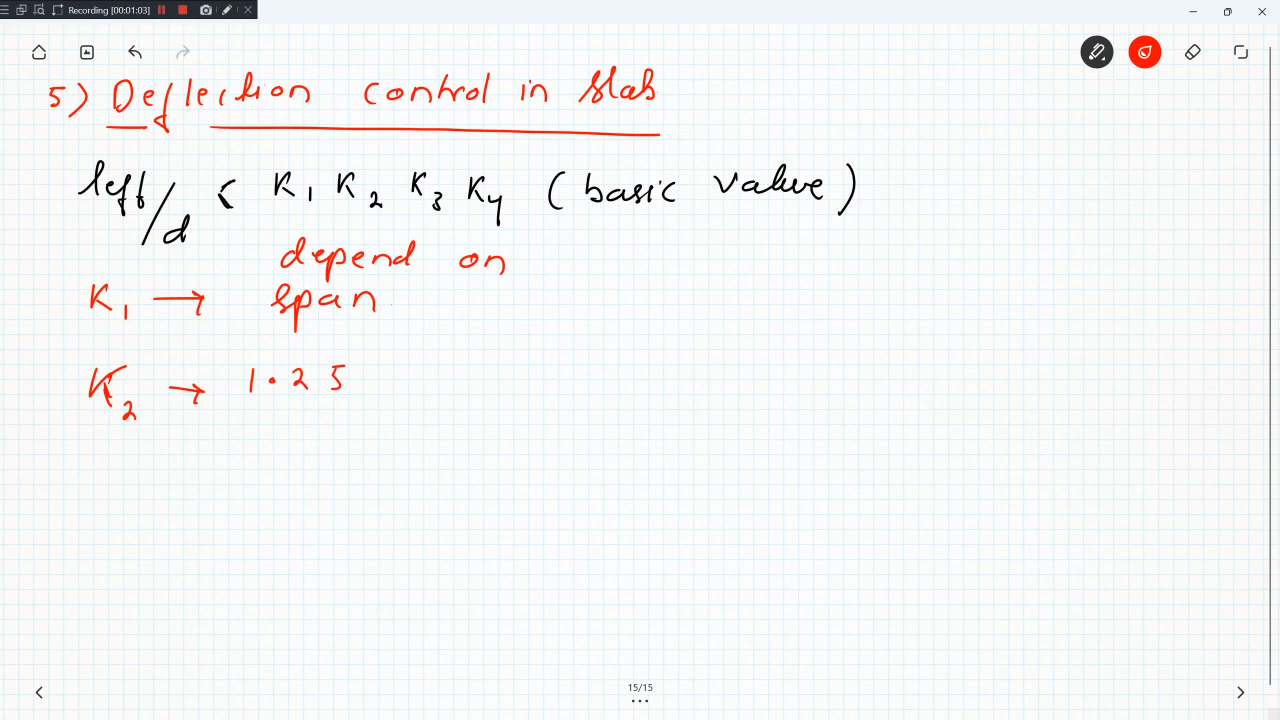 Recording [00:01:03]
5) Deflection control in slab
leff/d < K1 K2 K3 K4 (basic value)
depend on
K1 → span
K2 → 1.25
15/15